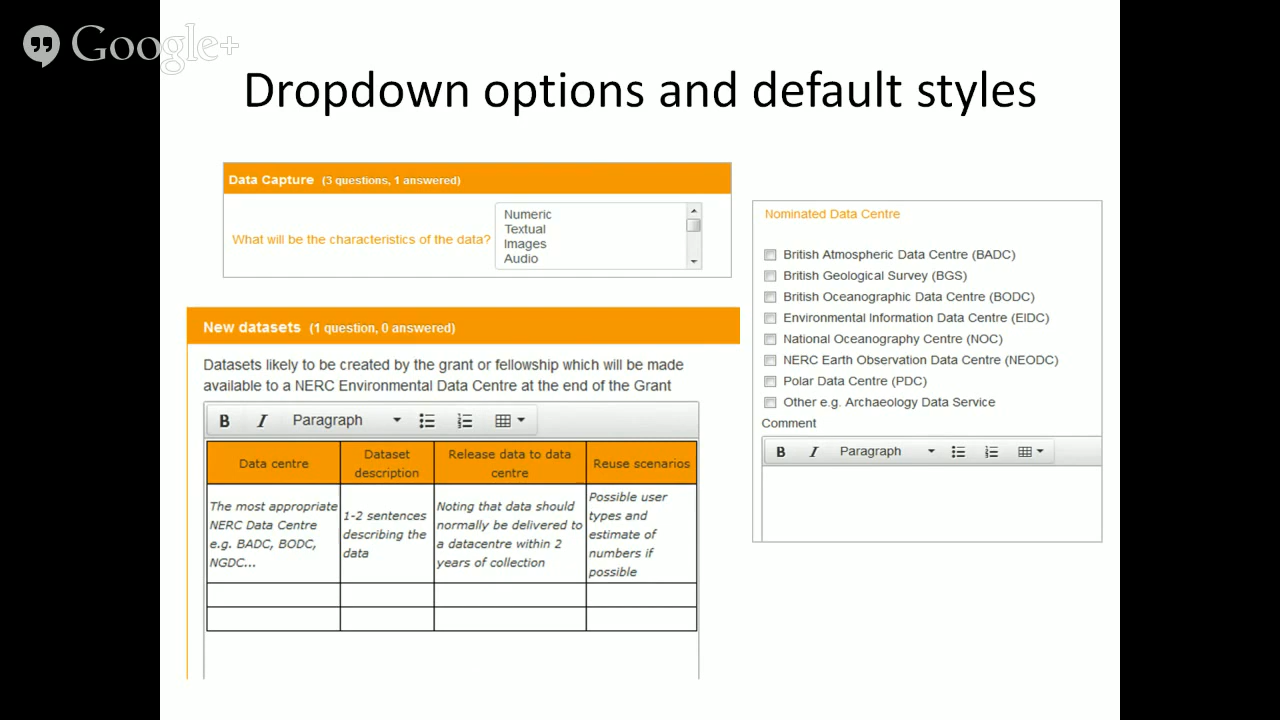 Google+
Dropdown options and default styles
Data Capture (3 questions, 1 answered)
What will be the characteristics of the data?
Numeric
Textual
Images
Audio
New datasets (1 question, 0 answered)
Datasets likely to be created by the grant or fellowship which will be made
available to a NERC Environmental Data Centre at the end of the Grant
B I Paragraph
Data centre
Dataset
description
Release data to data
centre
Reuse scenarios
The most appropriate
NERC Data Centre
e.g. BADC, BODC,
NGDC...
1-2 sentences
describing the
data
Noting that data should
normally be delivered to
a datacentre within 2
years of collection
Possible user
types and
estimate of
numbers if
possible
Nominated Data Centre
British Atmospheric Data Centre (BADC)
British Geological Survey (BGS)
British Oceanographic Data Centre (BODC)
Environmental Information Data Centre (EIDC)
National Oceanography Centre (NOC)
NERC Earth Observation Data Centre (NEODC)
Polar Data Centre (PDC)
Other e.g. Archaeology Data Service
Comment
B I Paragraph